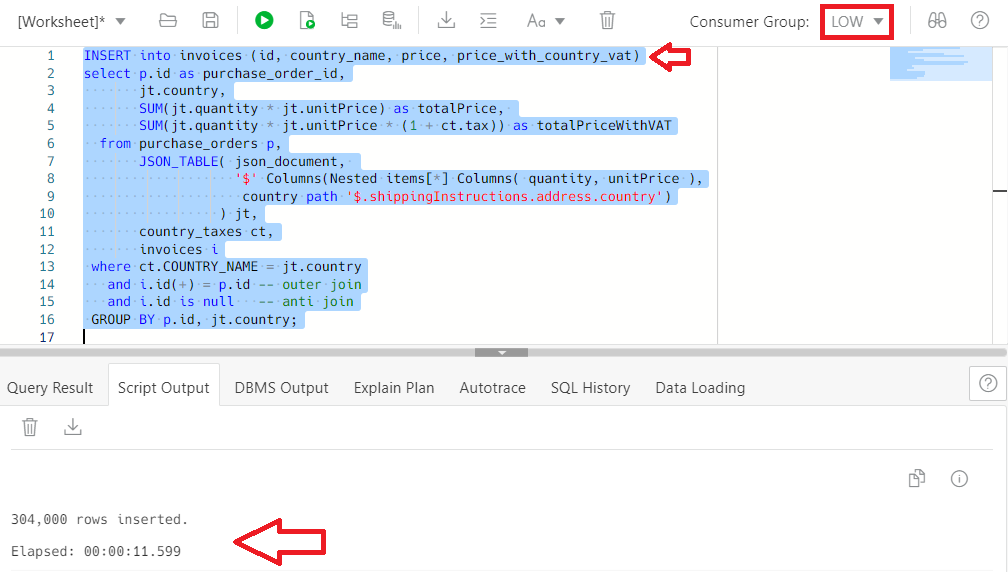 [Worksheet]*
Aa
Consumer Group: LOW
1 INSERT into invoices (id, country_name, price, price_with_country_vat)
2 select p.id as purchase_order_id,
3 jt.country,
4 SUM(jt.quantity * jt.unitPrice) as totalPrice,
5 SUM(jt.quantity * jt.unitPrice * (1 + ct.tax)) as totalPriceWithVAT
6 from purchase_orders p,
7 JSON_TABLE( json_document,
8 '$' Columns(Nested items[*] Columns( quantity, unitPrice ),
9 country path '$.shippingInstructions.address.country')
10 ) jt,
11 country_taxes ct,
12 invoices i
13 where ct.COUNTRY_NAME = jt.country
14 and i.id(+) = p.id -- outer join
15 and i.id is null -- anti join
16 GROUP BY p.id, jt.country;
17
Query Result Script Output DBMS Output Explain Plan Autotrace SQL History Data Loading
304,000 rows inserted.
Elapsed: 00:00:11.599